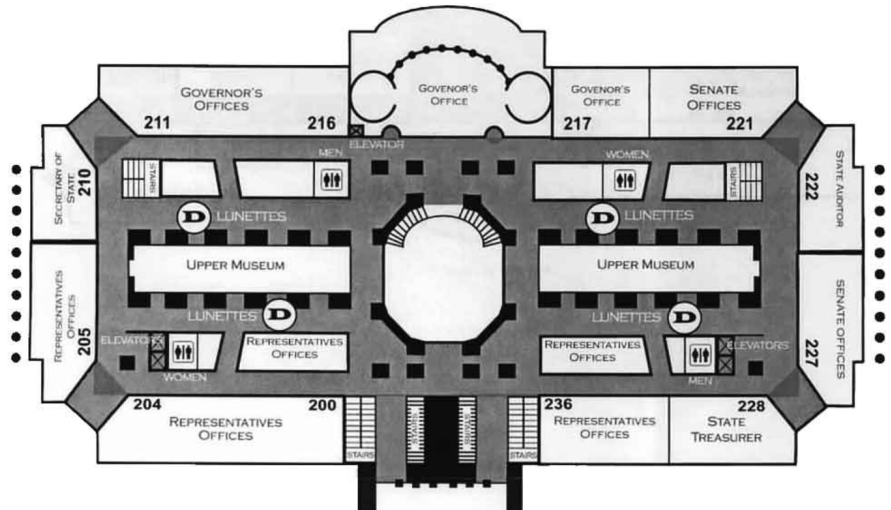 GOVERNOR'S
OFFICES
211
216
GOVENOR'S
OFFICE
GOVENOR'S
OFFICE
217
SENATE
OFFICES
221
ELEVATOR
MEN
WOMEN
STAIRS
STAIRS
SECRETARY OF
STATE
210
STATE AUDITOR
222
D LUNETTES
D LUNETTES
UPPER MUSEUM
UPPER MUSEUM
REPRESENTATIVES
OFFICES
205
SENATE OFFICES
227
LUNETTES D
LUNETTES D
ELEVATORS
REPRESENTATIVES
OFFICES
REPRESENTATIVES
OFFICES
ELEVATORS
WOMEN
MEN
204
200
REPRESENTATIVES
OFFICES
STAIRS
STAIRS
STAIRS
STAIRS
236
REPRESENTATIVES
OFFICES
228
STATE
TREASURER